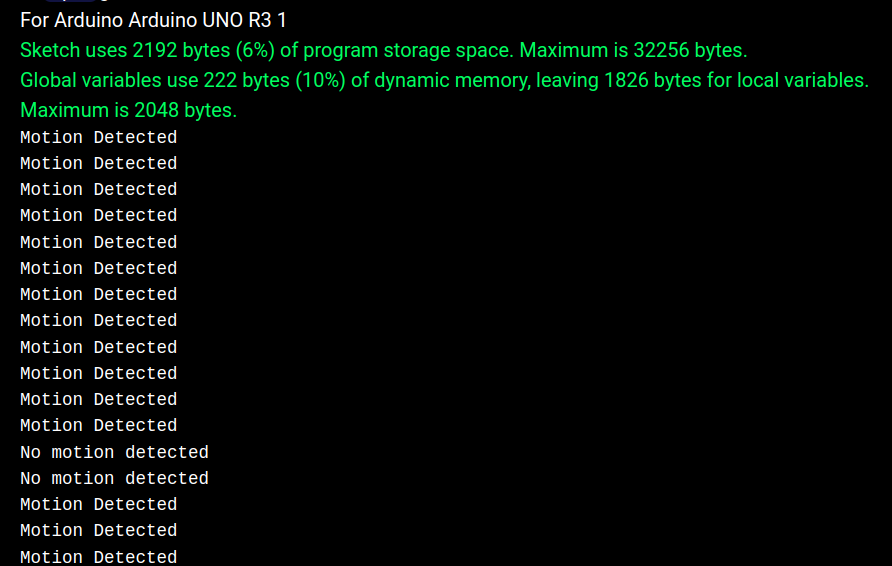 For Arduino Arduino UNO R3 1
Sketch uses 2192 bytes (6%) of program storage space. Maximum is 32256 bytes.
Global variables use 222 bytes (10%) of dynamic memory, leaving 1826 bytes for local variables.
Maximum is 2048 bytes.
Motion Detected
Motion Detected
Motion Detected
Motion Detected
Motion Detected
Motion Detected
Motion Detected
Motion Detected
Motion Detected
Motion Detected
Motion Detected
Motion Detected
No motion detected
No motion detected
Motion Detected
Motion Detected
Motion Detected